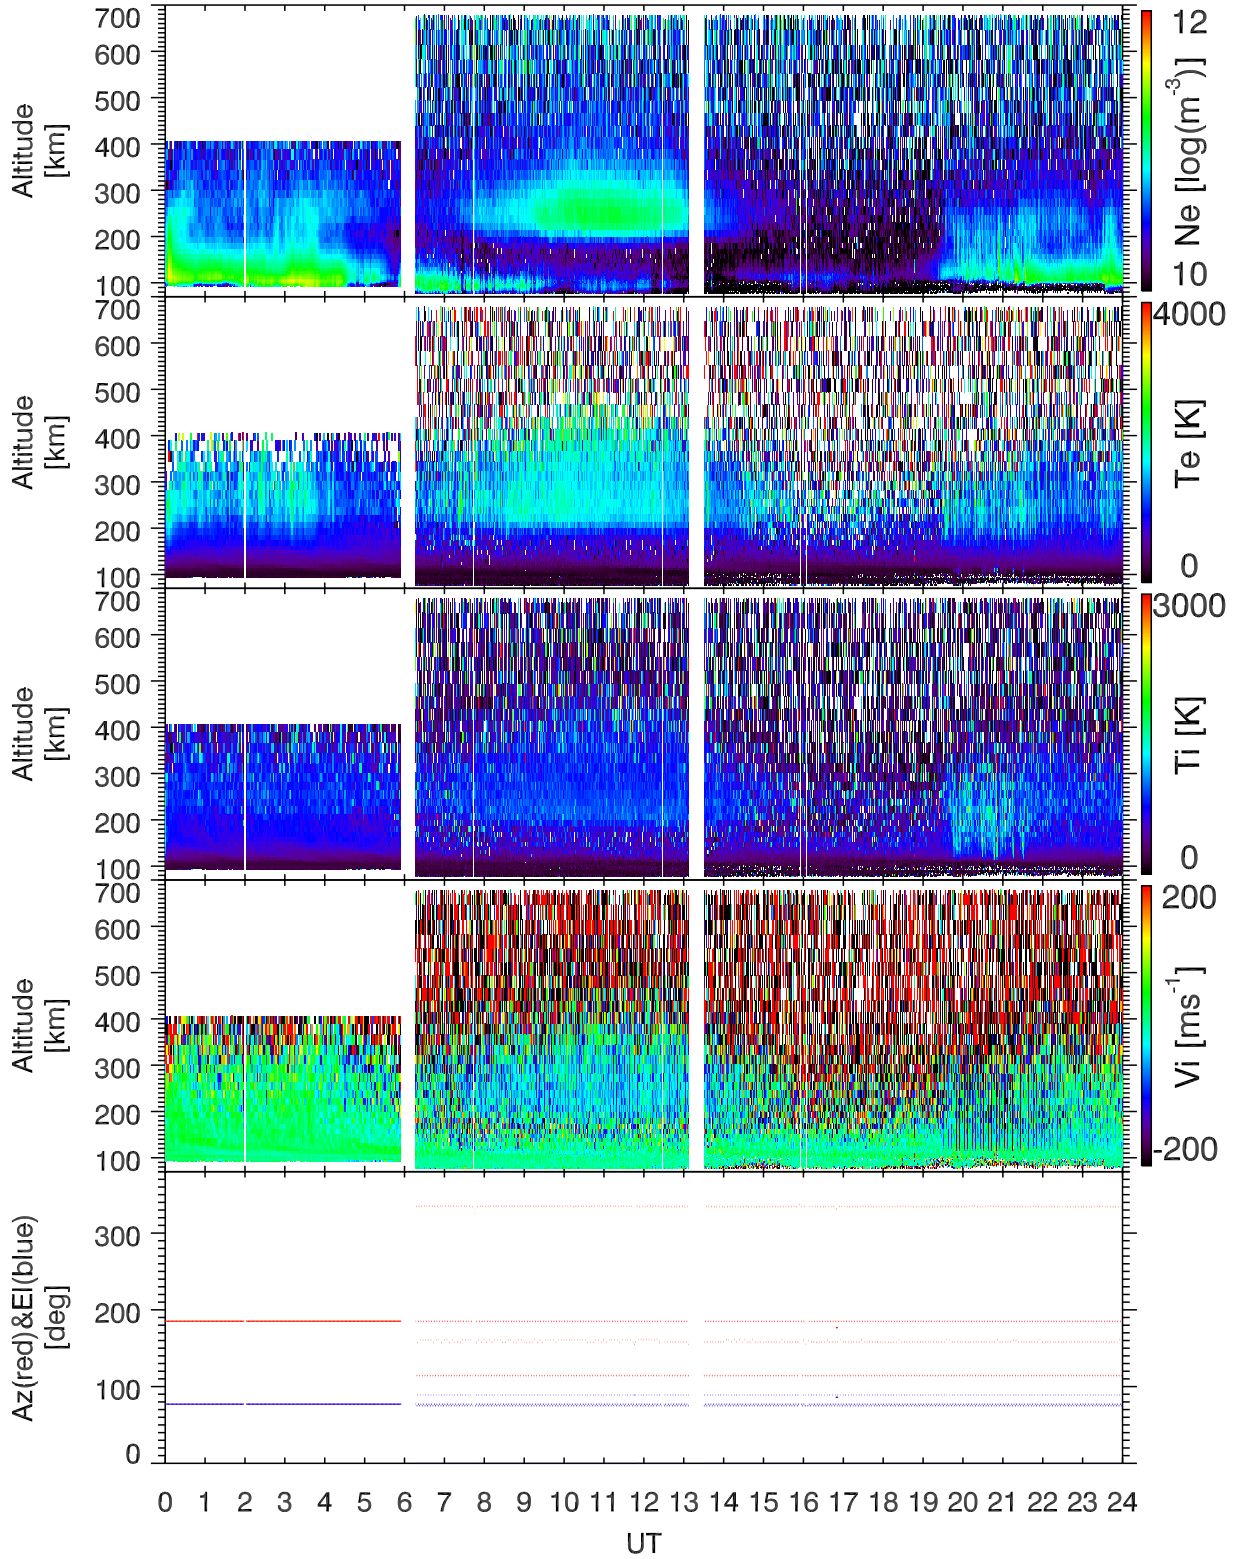 700
600
500
400
300
200
100
Altitude
[km]
12
10
Ne [log(m⁻³)]
700
600
500
400
300
200
100
Altitude
[km]
4000
0
Te [K]
700
600
500
400
300
200
100
Altitude
[km]
3000
0
Ti [K]
700
600
500
400
300
200
100
Altitude
[km]
200
-200
Vi [ms⁻¹]
300
200
100
0
Az(red)&El(blue)
[deg]
0 1 2 3 4 5 6 7 8 9 10 11 12 13 14 15 16 17 18 19 20 21 22 23 24
UT